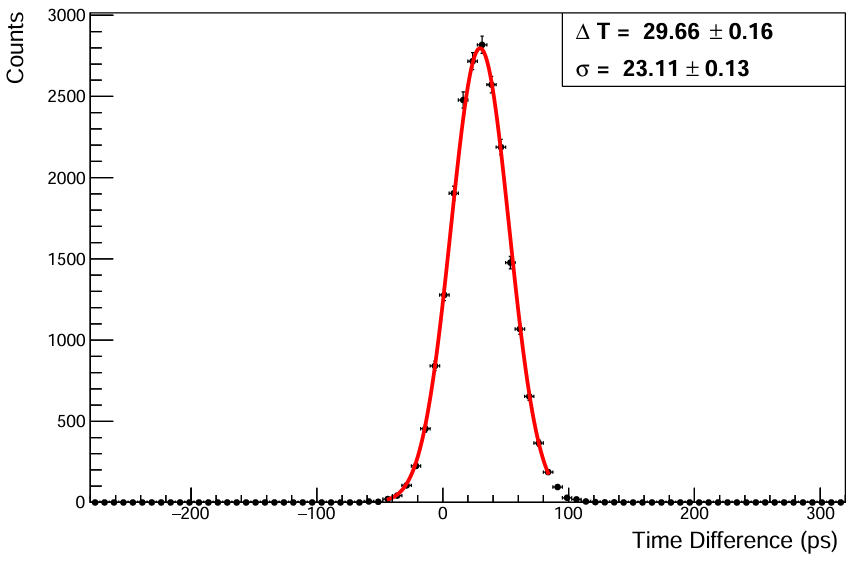 Counts
3000
2500
2000
1500
1000
500
0
Δ T = 29.66 ± 0.16
σ = 23.11 ± 0.13
−200 −100 0 100 200 300
Time Difference (ps)